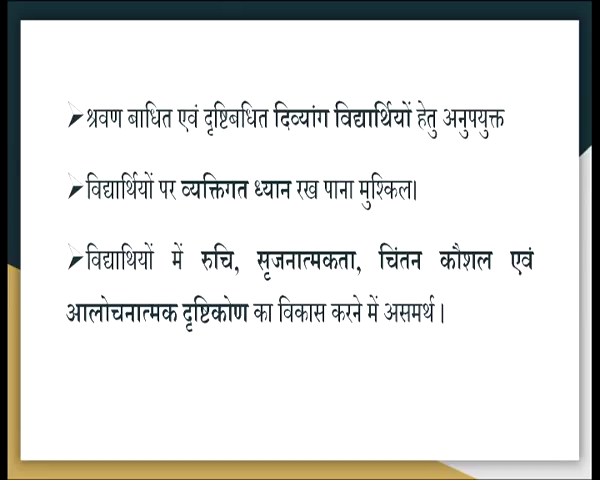 ➢श्रवण बाधित एवं दृष्टिबधित दिव्यांग विद्यार्थियों हेतु अनुपयुक्त
➢विद्यार्थियों पर व्यक्तिगत ध्यान रख पाना मुश्किल।
➢विद्याथियों में रुचि, सृजनात्मकता, चिंतन कौशल एवं
आलोचनात्मक दृष्टिकोण का विकास करने में असमर्थ।